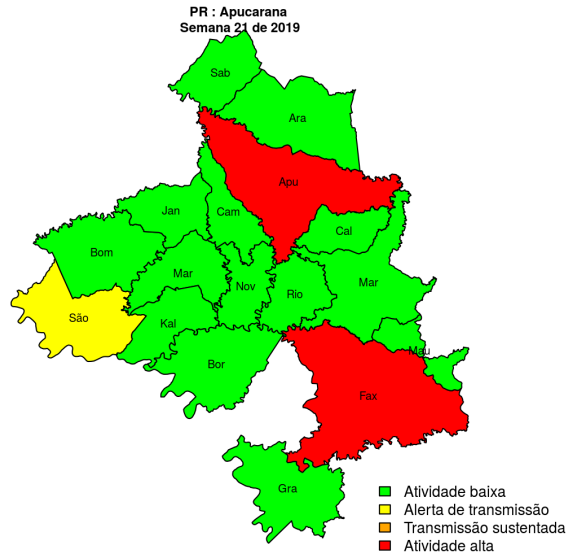 PR : Apucarana
Semana 21 de 2019
Sab
Ara
Apu
Jan
Cam
Cal
Bom
Mar
Nov
Rio
Mar
São
Kal
Mau
Bor
Fax
Gra
Atividade baixa
Alerta de transmissão
Transmissão sustentada
Atividade alta